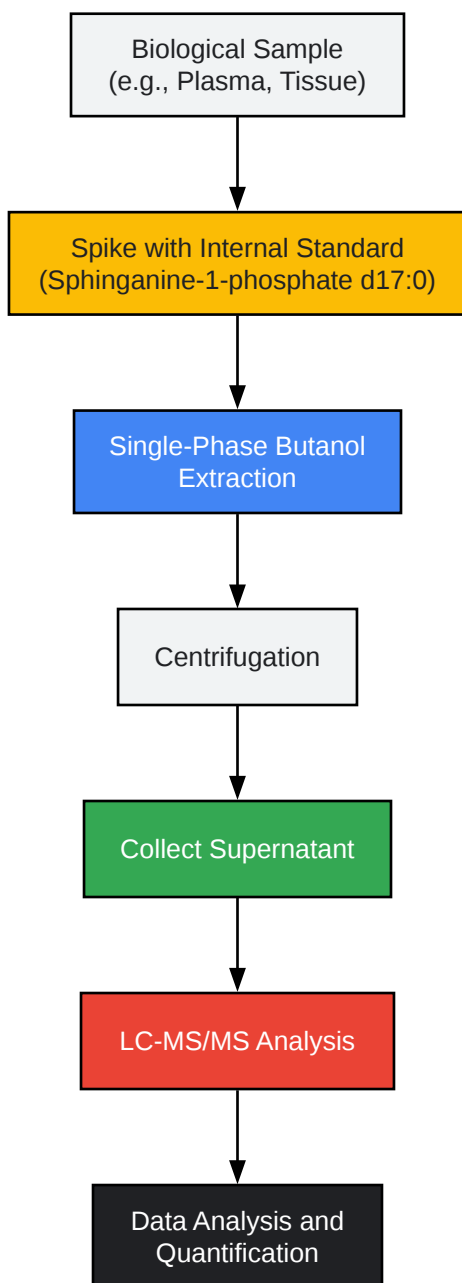 Biological Sample
(e.g., Plasma, Tissue)
Spike with Internal Standard
(Sphinganine-1-phosphate d17:0)
Single-Phase Butanol
Extraction
Centrifugation
Collect Supernatant
LC-MS/MS Analysis
Data Analysis and
Quantification